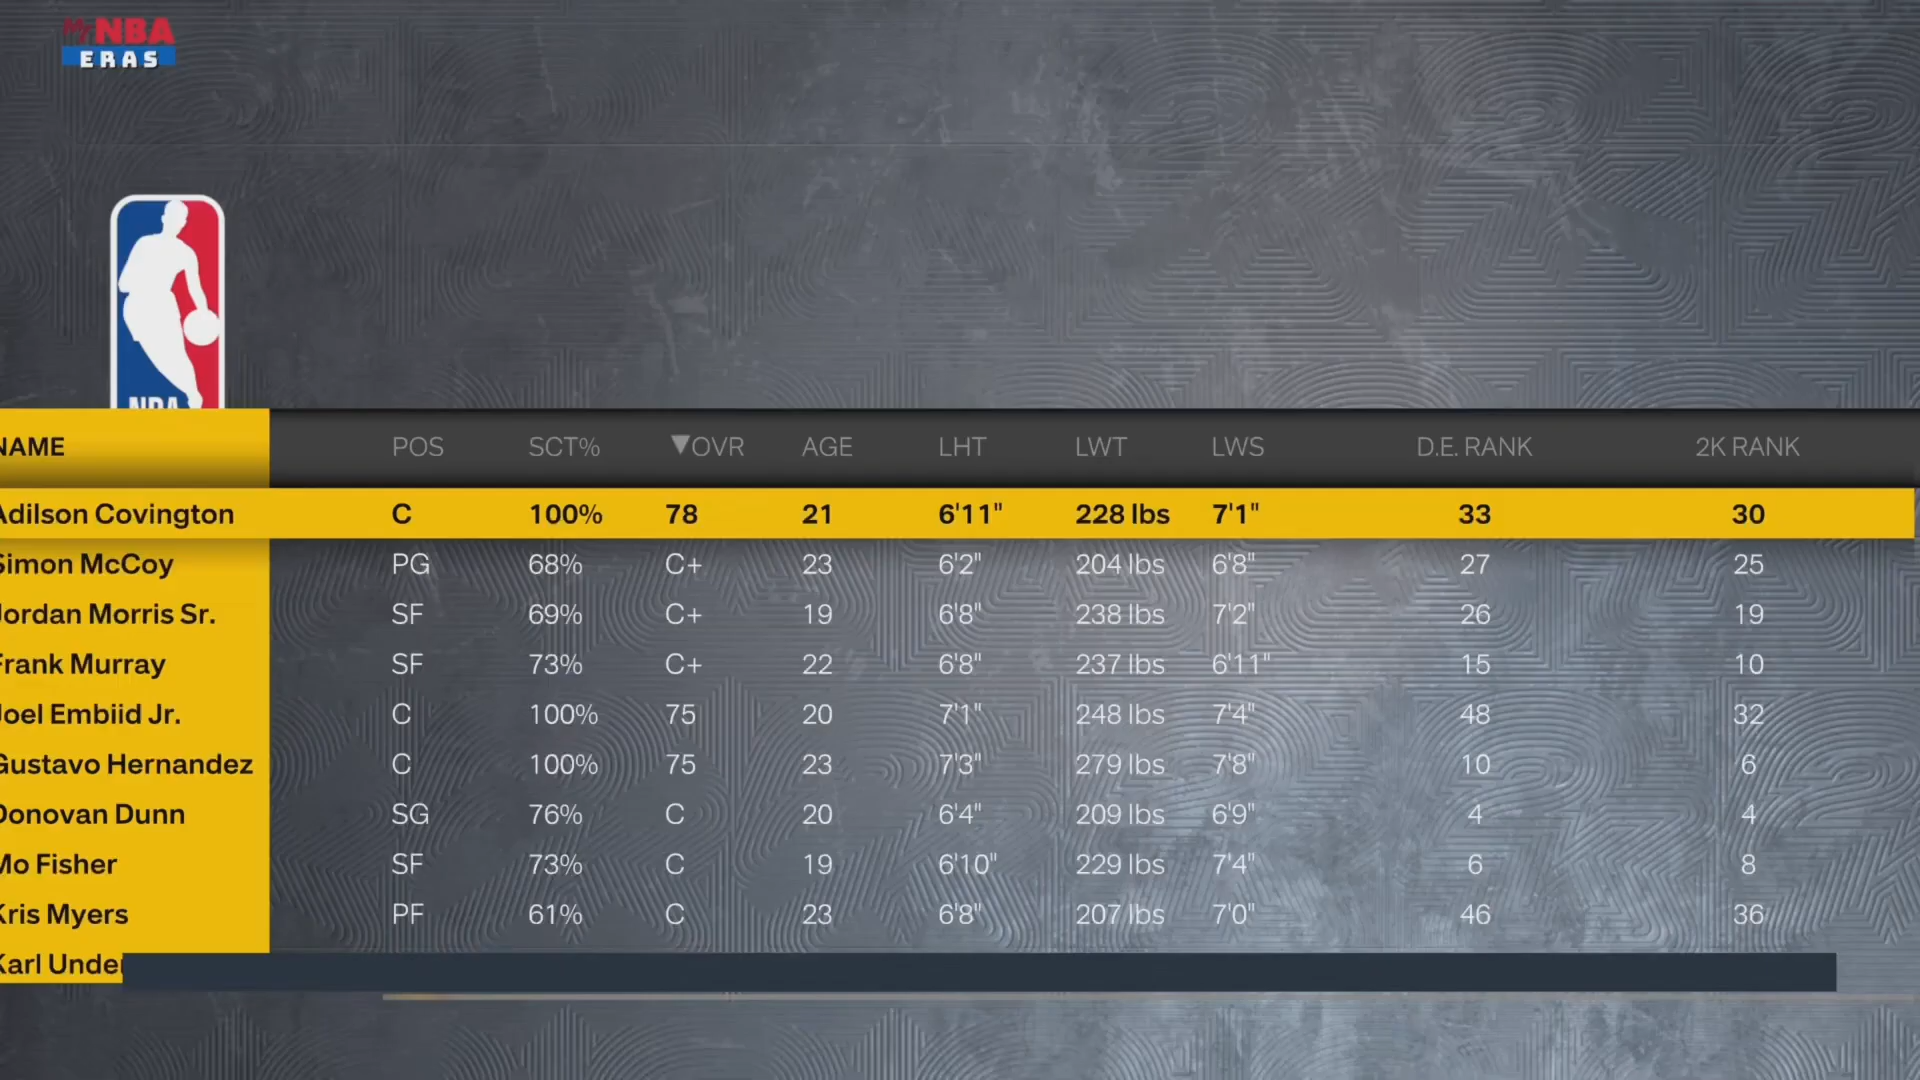 My NBA
ERAS
NBA
NAME POS SCT% ▼OVR AGE LHT LWT LWS D.E. RANK 2K RANK
Adilson Covington C 100% 78 21 6'11" 228 lbs 7'1" 33 30
Simon McCoy PG 68% C+ 23 6'2" 204 lbs 6'8" 27 25
Jordan Morris Sr. SF 69% C+ 19 6'8" 238 lbs 7'2" 26 19
Frank Murray SF 73% C+ 22 6'8" 237 lbs 6'11" 15 10
Joel Embiid Jr. C 100% 75 20 7'1" 248 lbs 7'4" 48 32
Gustavo Hernandez C 100% 75 23 7'3" 279 lbs 7'8" 10 6
Donovan Dunn SG 76% C 20 6'4" 209 lbs 6'9" 4 4
Mo Fisher SF 73% C 19 6'10" 229 lbs 7'4" 6 8
Kris Myers PF 61% C 23 6'8" 207 lbs 7'0" 46 36
Karl